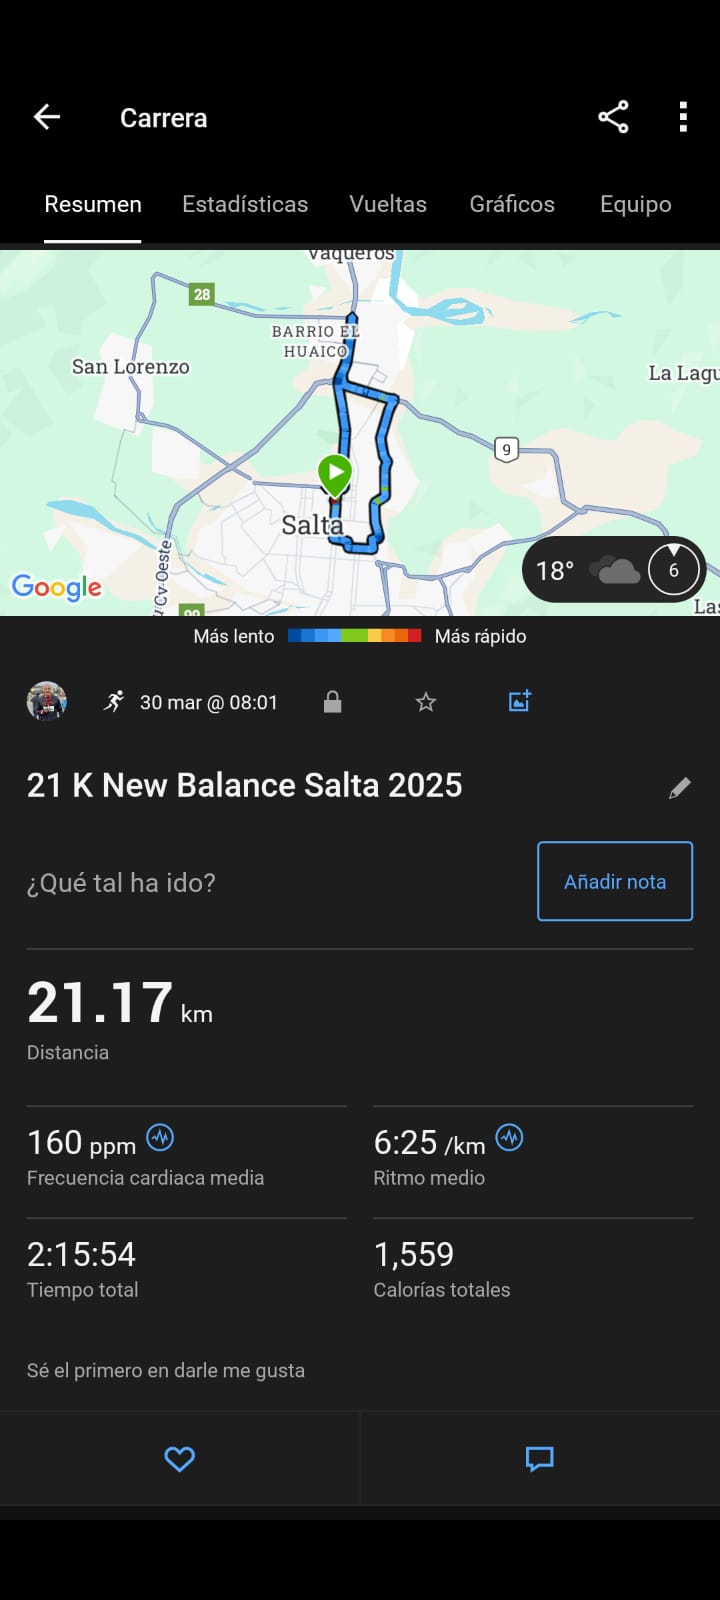 Carrera
Resumen Estadísticas Vueltas Gráficos Equipo
Vaqueros
28
BARRIO EL
HUAICO
San Lorenzo
La Lagu
9
Salta
Cv Oeste
18° 6
Google
Las
Más lento Más rápido
30 mar @ 08:01
21 K New Balance Salta 2025
¿Qué tal ha ido?
Añadir nota
21.17 km
Distancia
160 ppm 6:25 /km
Frecuencia cardiaca media Ritmo medio
2:15:54 1,559
Tiempo total Calorías totales
Sé el primero en darle me gusta